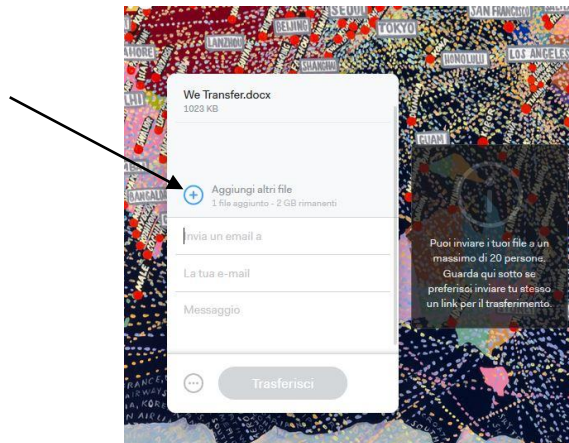 SEOUL
SAN FRANCISCO
BEIJING
TOKYO
LANZHOU
LOS ANGELES
HONOLULU
SHANGHAI
We Transfer.docx
1023 KB
GUAM
Aggiungi altri file
1 file aggiunto - 2 GB rimanenti
Invia un email a
Puoi inviare i tuoi file a un
massimo di 20 persone.
Guarda qui sotto se
preferisci inviare tu stesso
un link per il trasferimento.
La tua e-mail
Messaggio
MALE
Trasferisci